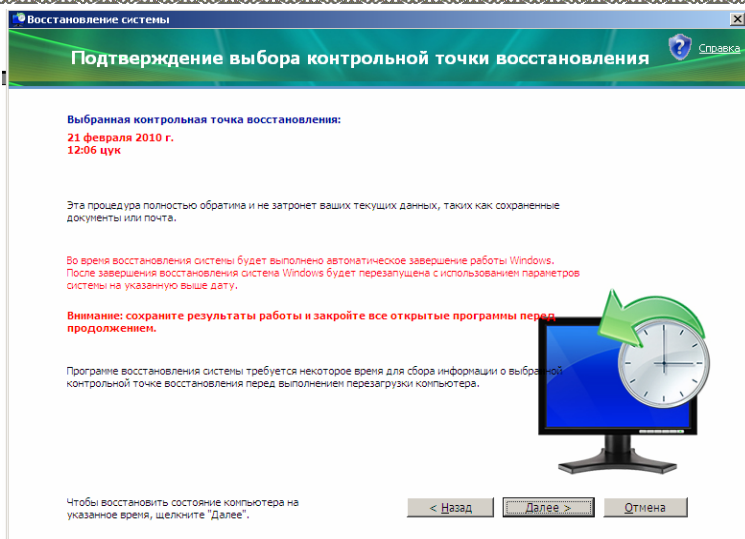 Восстановление системы
Справка
Подтверждение выбора контрольной точки восстановления
Выбранная контрольная точка восстановления:
21 февраля 2010 г.
12:06 цук
Эта процедура полностью обратима и не затронет ваших текущих данных, таких как сохраненные
документы или почта.
Во время восстановления системы будет выполнено автоматическое завершение работы Windows.
После завершения восстановления система Windows будет перезапущена с использованием параметров
системы на указанную выше дату.
Внимание: сохраните результаты работы и закройте все открытые программы перед
продолжением.
Программе восстановления системы требуется некоторое время для сбора информации о выбранной
контрольной точке восстановления перед выполнением перезагрузки компьютера.
Чтобы восстановить состояние компьютера на
указанное время, щелкните "Далее".
< Назад
Далее >
Отмена